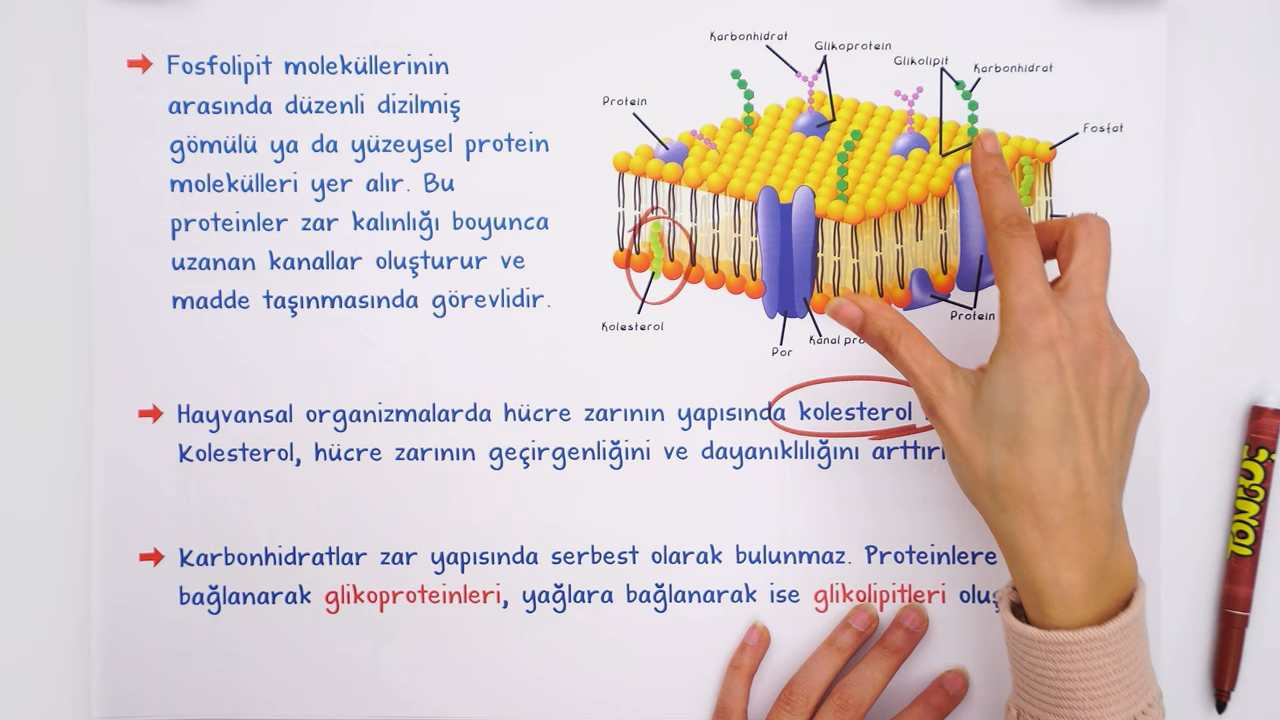 Fosfolipit moleküllerinin
arasında düzenli dizilmiş
gömülü ya da yüzeysel protein
molekülleri yer alır. Bu
proteinler zar kalınlığı boyunca
uzanan kanallar oluşturur ve
madde taşınmasında görevlidir.
Karbonhidrat
Glikoprotein
Glikolipit
Karbonhidrat
Protein
Fosfat
Kolesterol
Por
Kanal
Protein
Hayvansal organizmalarda hücre zarının yapısında kolesterol
Kolesterol, hücre zarının geçirgenliğini ve dayanıklılığını
Karbonhidratlar zar yapısında serbest olarak bulunmaz. Proteinlere
bağlanarak glikoproteinleri, yağlara bağlanarak ise glikolipitleri
TONGUÇ